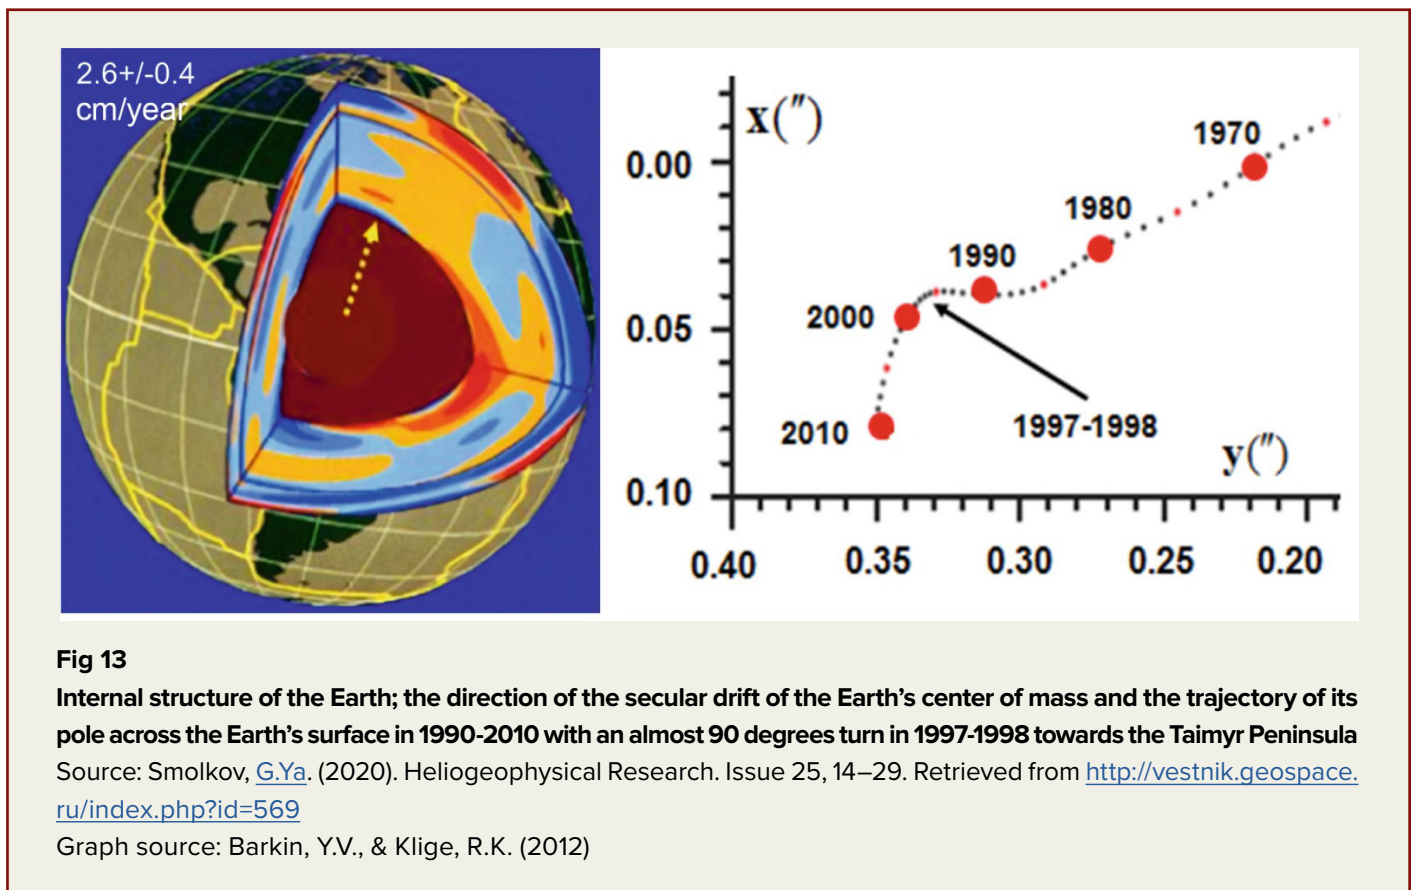 2.6+/-0.4
cm/year
x(″)
0.00
0.05
0.10
1970
1980
1990
2000
2010
1997-1998
y(″)
0.40
0.35
0.30
0.25
0.20
Fig 13
Internal structure of the Earth; the direction of the secular drift of the Earth’s center of mass and the trajectory of its
pole across the Earth’s surface in 1990-2010 with an almost 90 degrees turn in 1997-1998 towards the Taimyr Peninsula
Source: Smolkov, G.Ya. (2020). Heliogeophysical Research. Issue 25, 14–29. Retrieved from http://vestnik.geospace.
ru/index.php?id=569
Graph source: Barkin, Y.V., & Klige, R.K. (2012)